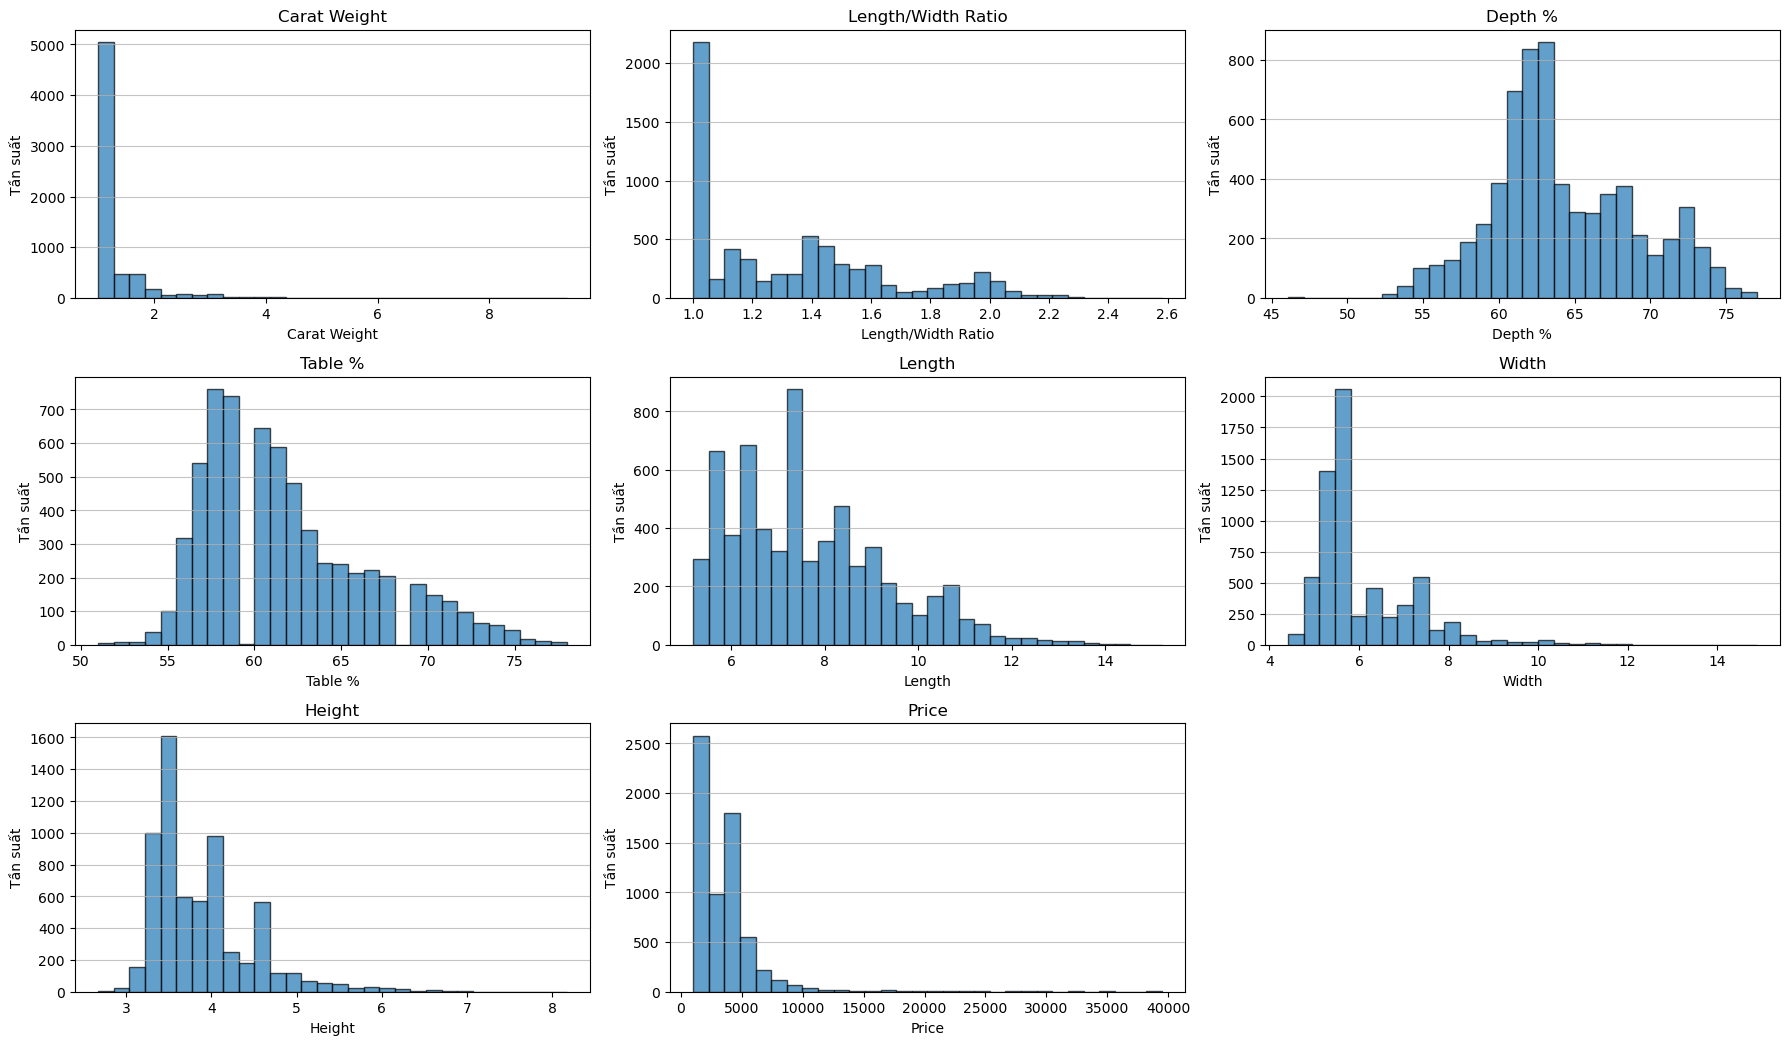 Carat Weight
5000
4000
3000
2000
1000
0
Tần suất
2 4 6 8
Carat Weight
Length/Width Ratio
2000
1500
1000
500
0
Tần suất
1.0 1.2 1.4 1.6 1.8 2.0 2.2 2.4 2.6
Length/Width Ratio
Depth %
800
600
400
200
0
Tần suất
45 50 55 60 65 70 75
Depth %
Table %
700
600
500
400
300
200
100
0
Tần suất
50 55 60 65 70 75
Table %
Length
800
600
400
200
0
Tần suất
6 8 10 12 14
Length
Width
2000
1750
1500
1250
1000
750
500
250
0
Tần suất
4 6 8 10 12 14
Width
Height
1600
1400
1200
1000
800
600
400
200
0
Tần suất
3 4 5 6 7 8
Height
Price
2500
2000
1500
1000
500
0
Tần suất
0 5000 10000 15000 20000 25000 30000 35000 40000
Price